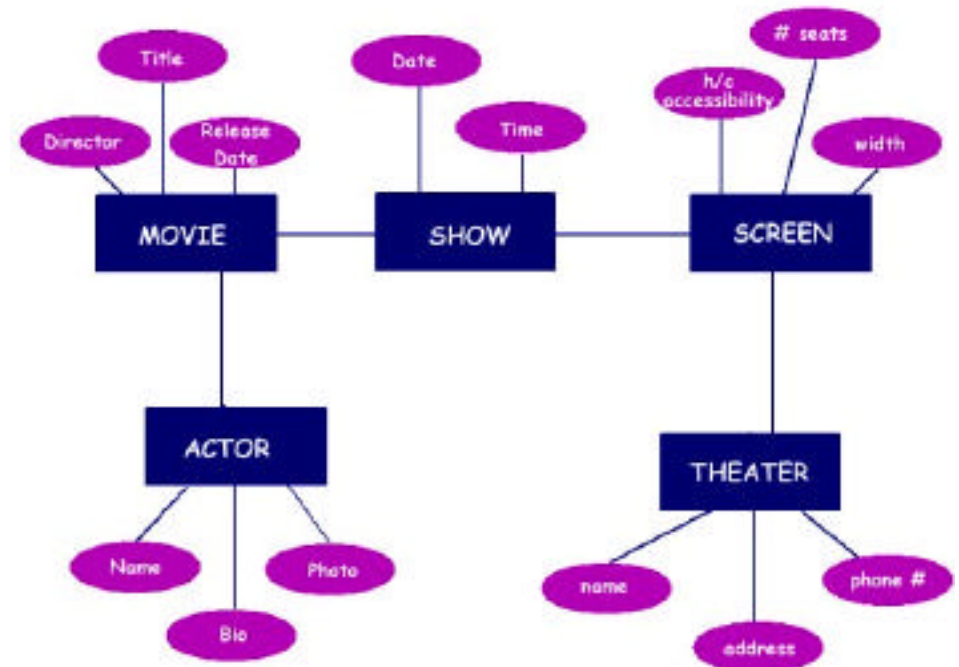 # seats
Title
Date
h/c
accessibility
Director
Release
Date
Time
width
MOVIE
SHOW
SCREEN
ACTOR
THEATER
Name
Photo
name
phone #
Bio
address